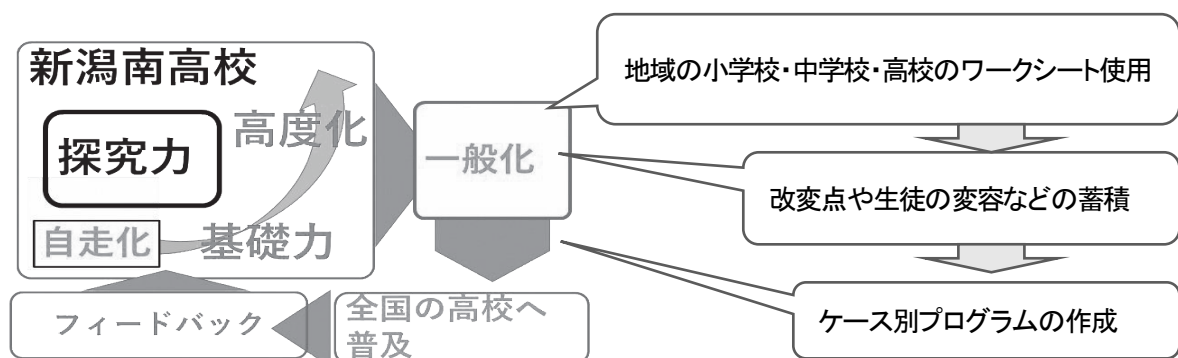 新潟南高校
探究力
高度化
自走化
基礎力
一般化
フィードバック
全国の高校へ
普及
地域の小学校・中学校・高校のワークシート使用
改変点や生徒の変容などの蓄積
ケース別プログラムの作成